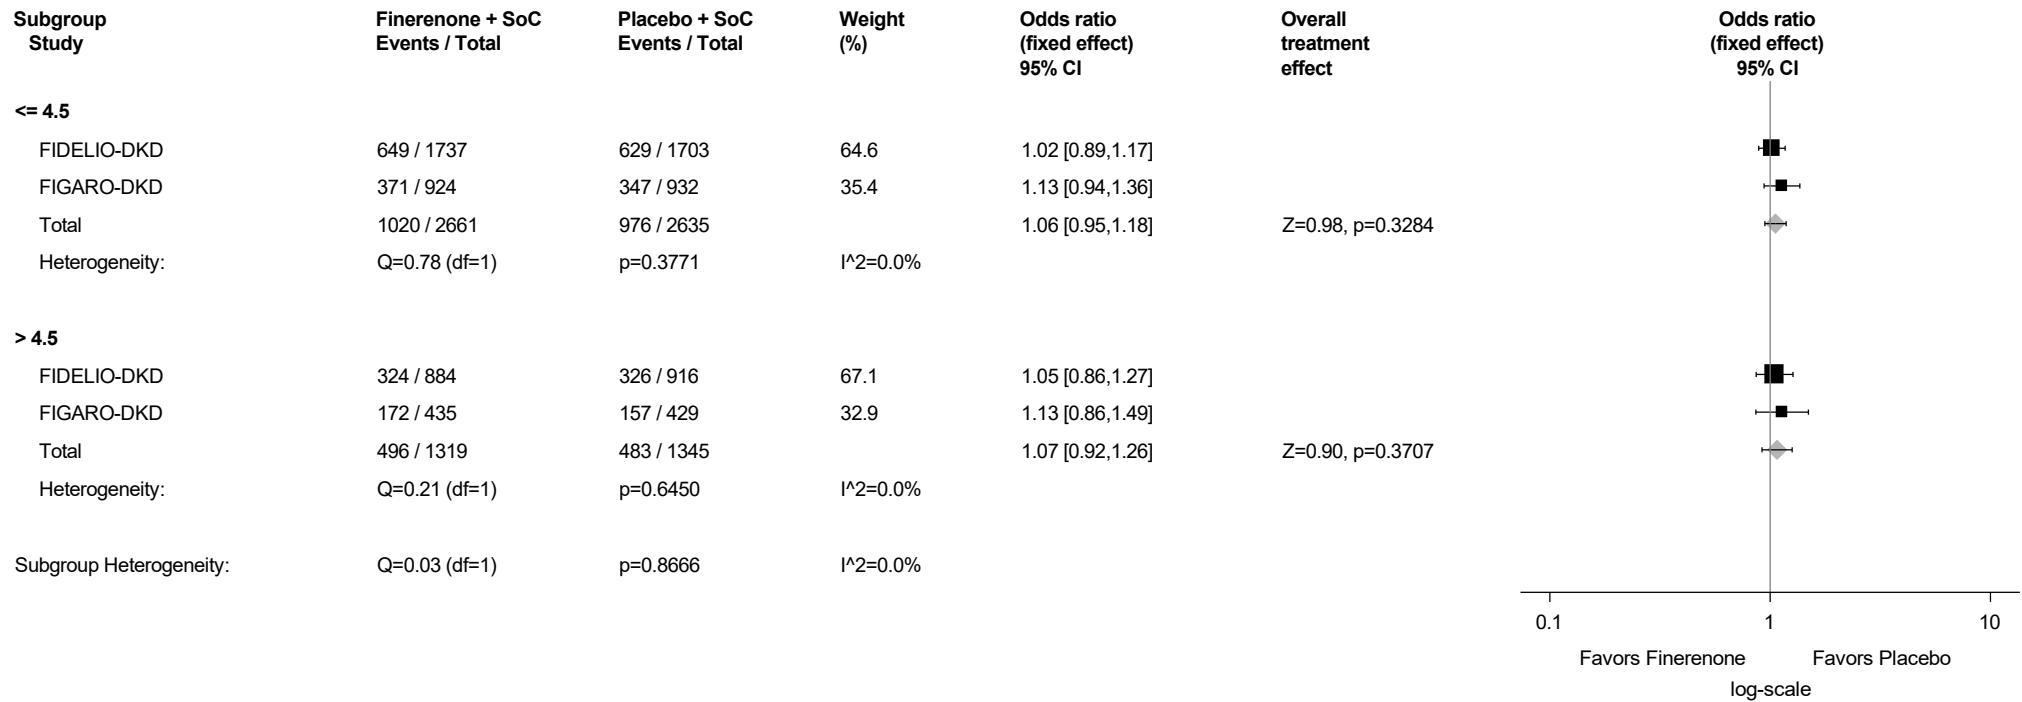 Subgroup Finerenone + SoC Placebo + SoC Weight Odds ratio Overall Odds ratio
Study Events / Total Events / Total (%) (fixed effect) treatment (fixed effect)
95% CI effect 95% CI
<= 4.5
FIDELIO-DKD 649 / 1737 629 / 1703 64.6 1.02 [0.89,1.17]
FIGARO-DKD 371 / 924 347 / 932 35.4 1.13 [0.94,1.36]
Total 1020 / 2661 976 / 2635 1.06 [0.95,1.18] Z=0.98, p=0.3284
Heterogeneity: Q=0.78 (df=1) p=0.3771 I^2=0.0%
> 4.5
FIDELIO-DKD 324 / 884 326 / 916 67.1 1.05 [0.86,1.27]
FIGARO-DKD 172 / 435 157 / 429 32.9 1.13 [0.86,1.49]
Total 496 / 1319 483 / 1345 1.07 [0.92,1.26] Z=0.90, p=0.3707
Heterogeneity: Q=0.21 (df=1) p=0.6450 I^2=0.0%
Subgroup Heterogeneity: Q=0.03 (df=1) p=0.8666 I^2=0.0%
0.1 1 10
Favors Finerenone Favors Placebo
log-scale